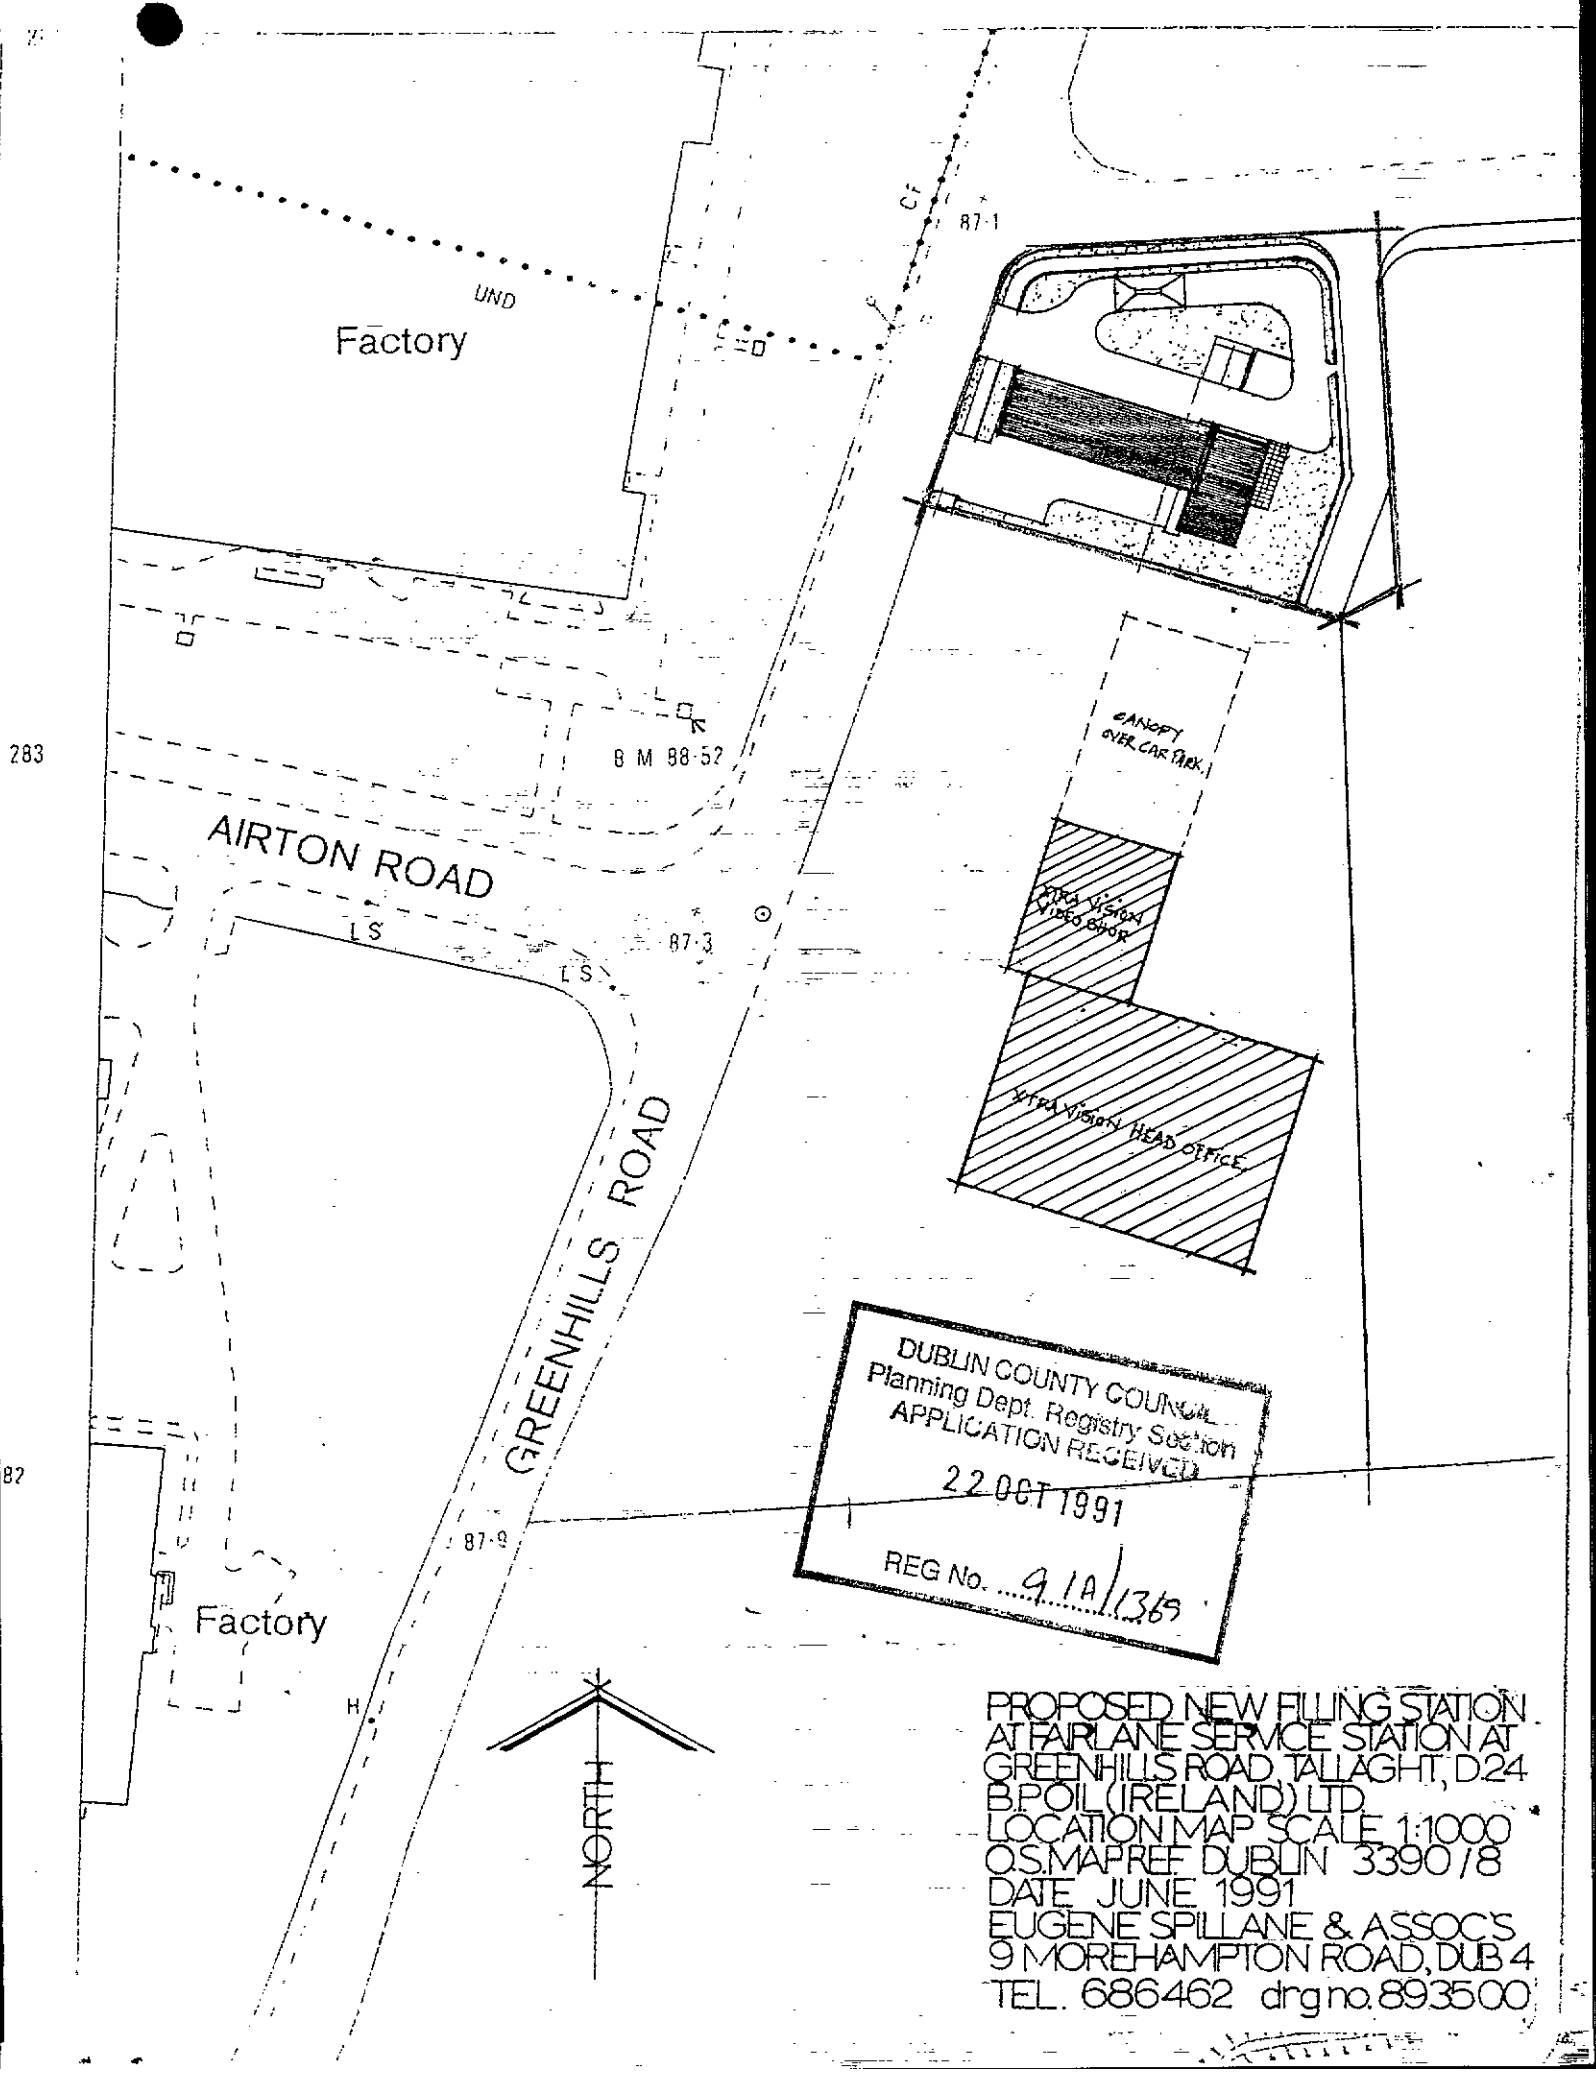 CF
87·1
UND
Factory
CANOPY
OVER CAR PARK.
283
B M 88·52
AIRTON ROAD
XTRA VISION
VIDEO SHOP
L S
87·3
L S
XTRAVISION HEAD OFFICE.
GREENHILLS ROAD
DUBLIN COUNTY COUNCIL
Planning Dept. Registry Section
APPLICATION RECEIVED
22 OCT 1991
REG No. ... 91A/1369
82
87·9
Factory
H
NORTH
PROPOSED NEW FILLING STATION
AT FAIRLANE SERVICE STATION AT
GREENHILLS ROAD, TALLAGHT, D.24
B.P. OIL (IRELAND) LTD.
LOCATION MAP SCALE 1:1000
O.S. MAP REF. DUBLIN 3390/8
DATE JUNE 1991
EUGENE SPILLANE & ASSOC'S
9 MOREHAMPTON ROAD, DUB 4
TEL. 686462 drg no. 893500